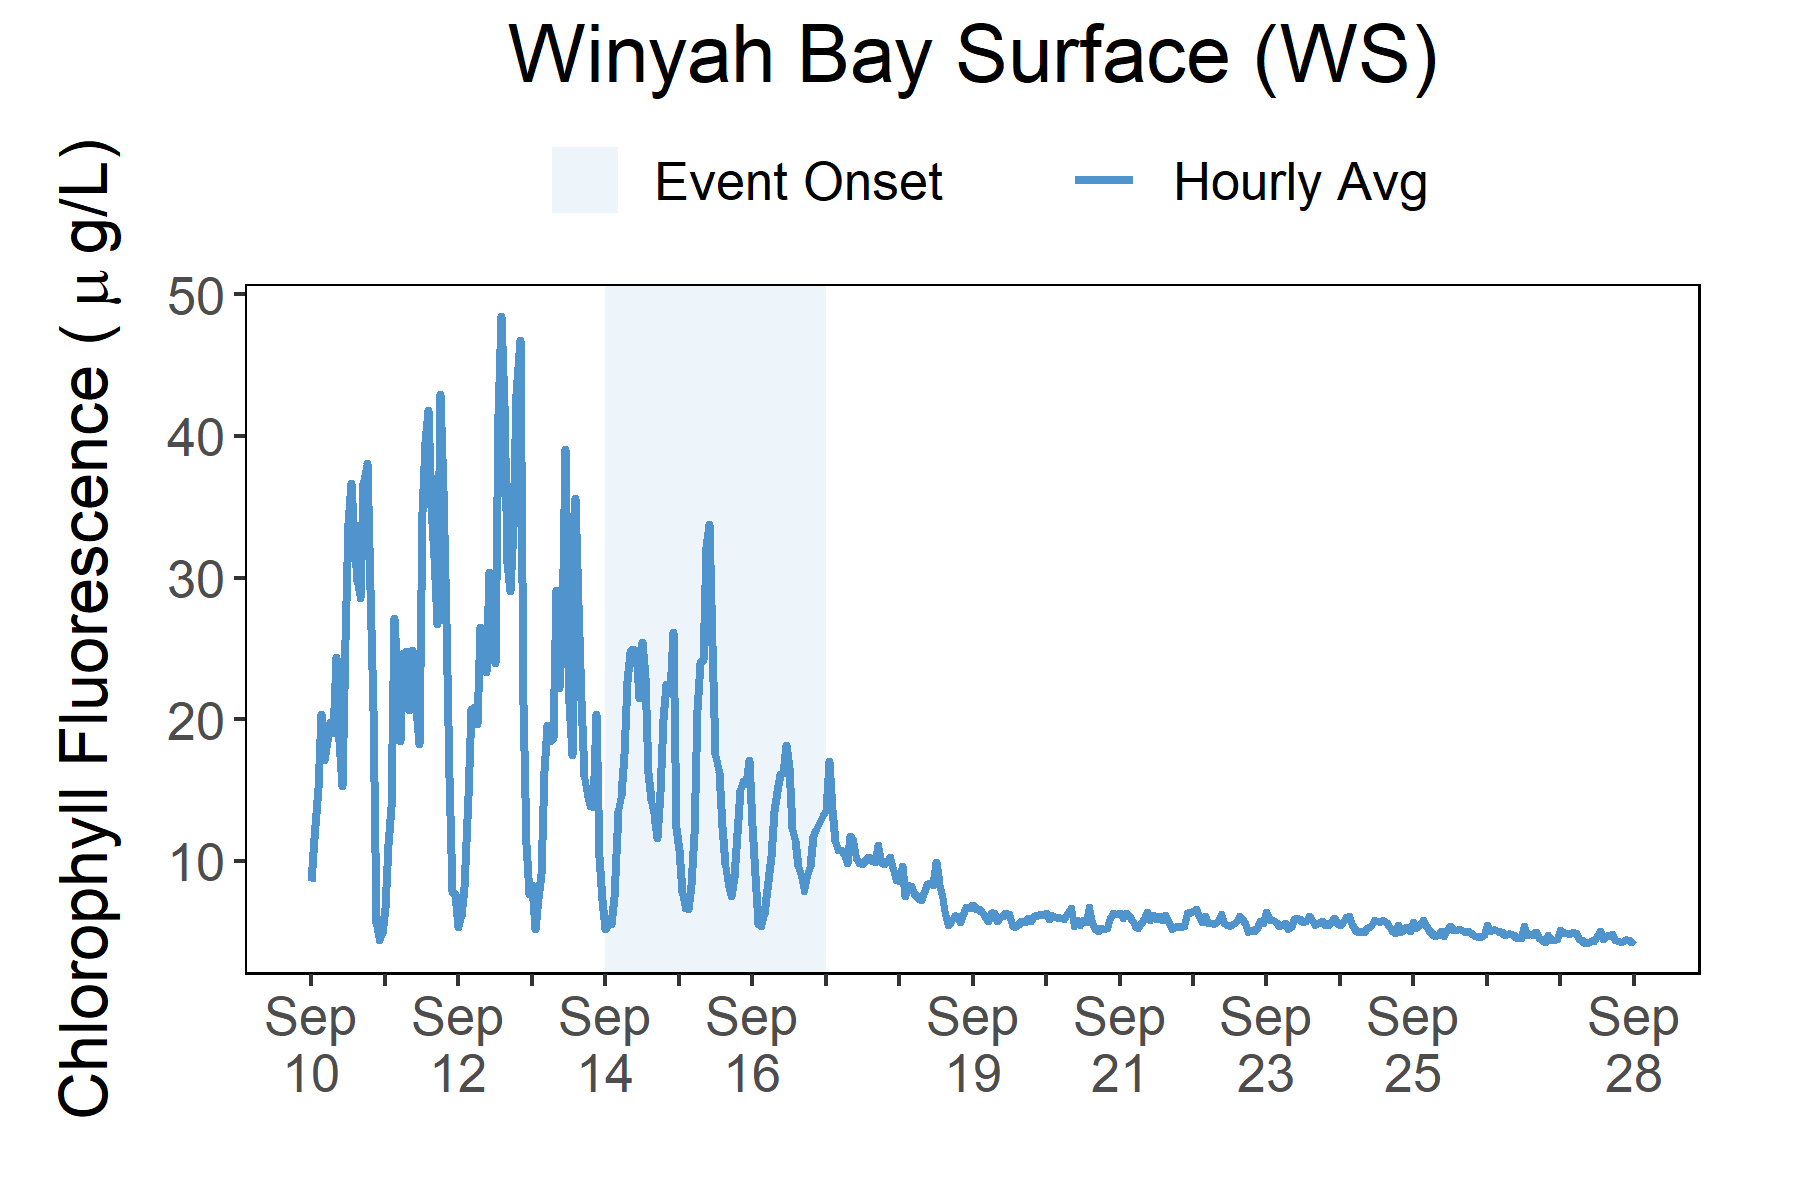 Winyah Bay Surface (WS)
Event Onset Hourly Avg
Chlorophyll Fluorescence ( μ g/L)
50
40
30
20
10
Sep Sep Sep Sep Sep Sep Sep Sep Sep
10 12 14 16 19 21 23 25 28